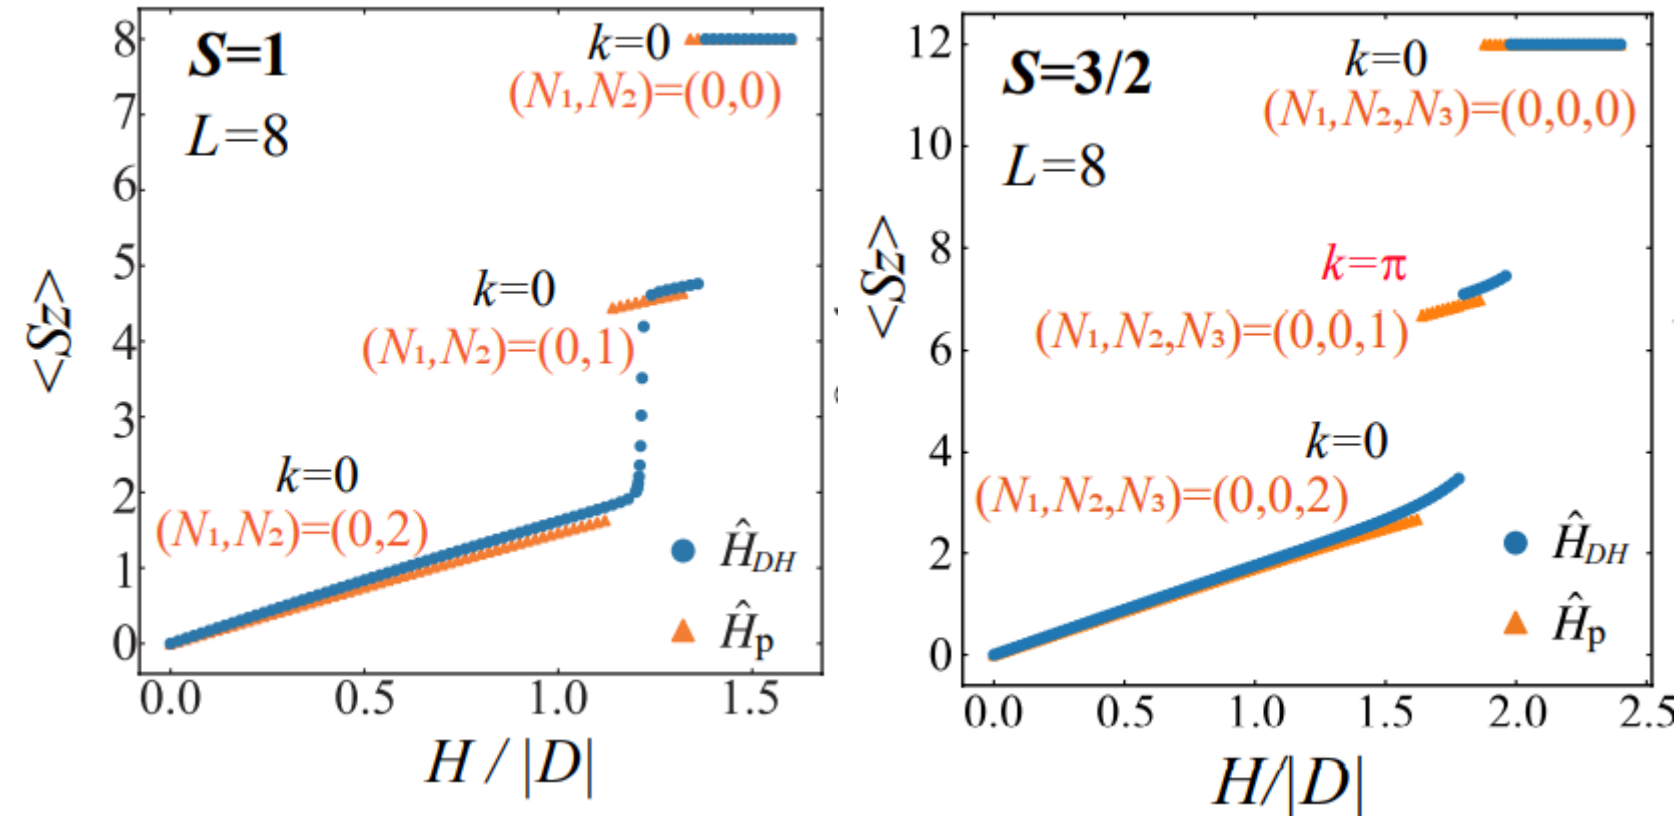 S=1
L=8
k=0
(N₁,N₂)=(0,0)
k=0
(N₁,N₂)=(0,1)
k=0
(N₁,N₂)=(0,2)
Ĥ_DH
Ĥ_p
<Sz>
8
7
6
5
4
3
2
1
0
0.0 0.5 1.0 1.5
H / |D|
S=3/2
L=8
k=0
(N₁,N₂,N₃)=(0,0,0)
k=π
(N₁,N₂,N₃)=(0,0,1)
k=0
(N₁,N₂,N₃)=(0,0,2)
Ĥ_DH
Ĥ_p
<Sz>
12
10
8
6
4
2
0
0.0 0.5 1.0 1.5 2.0 2.5
H/|D|